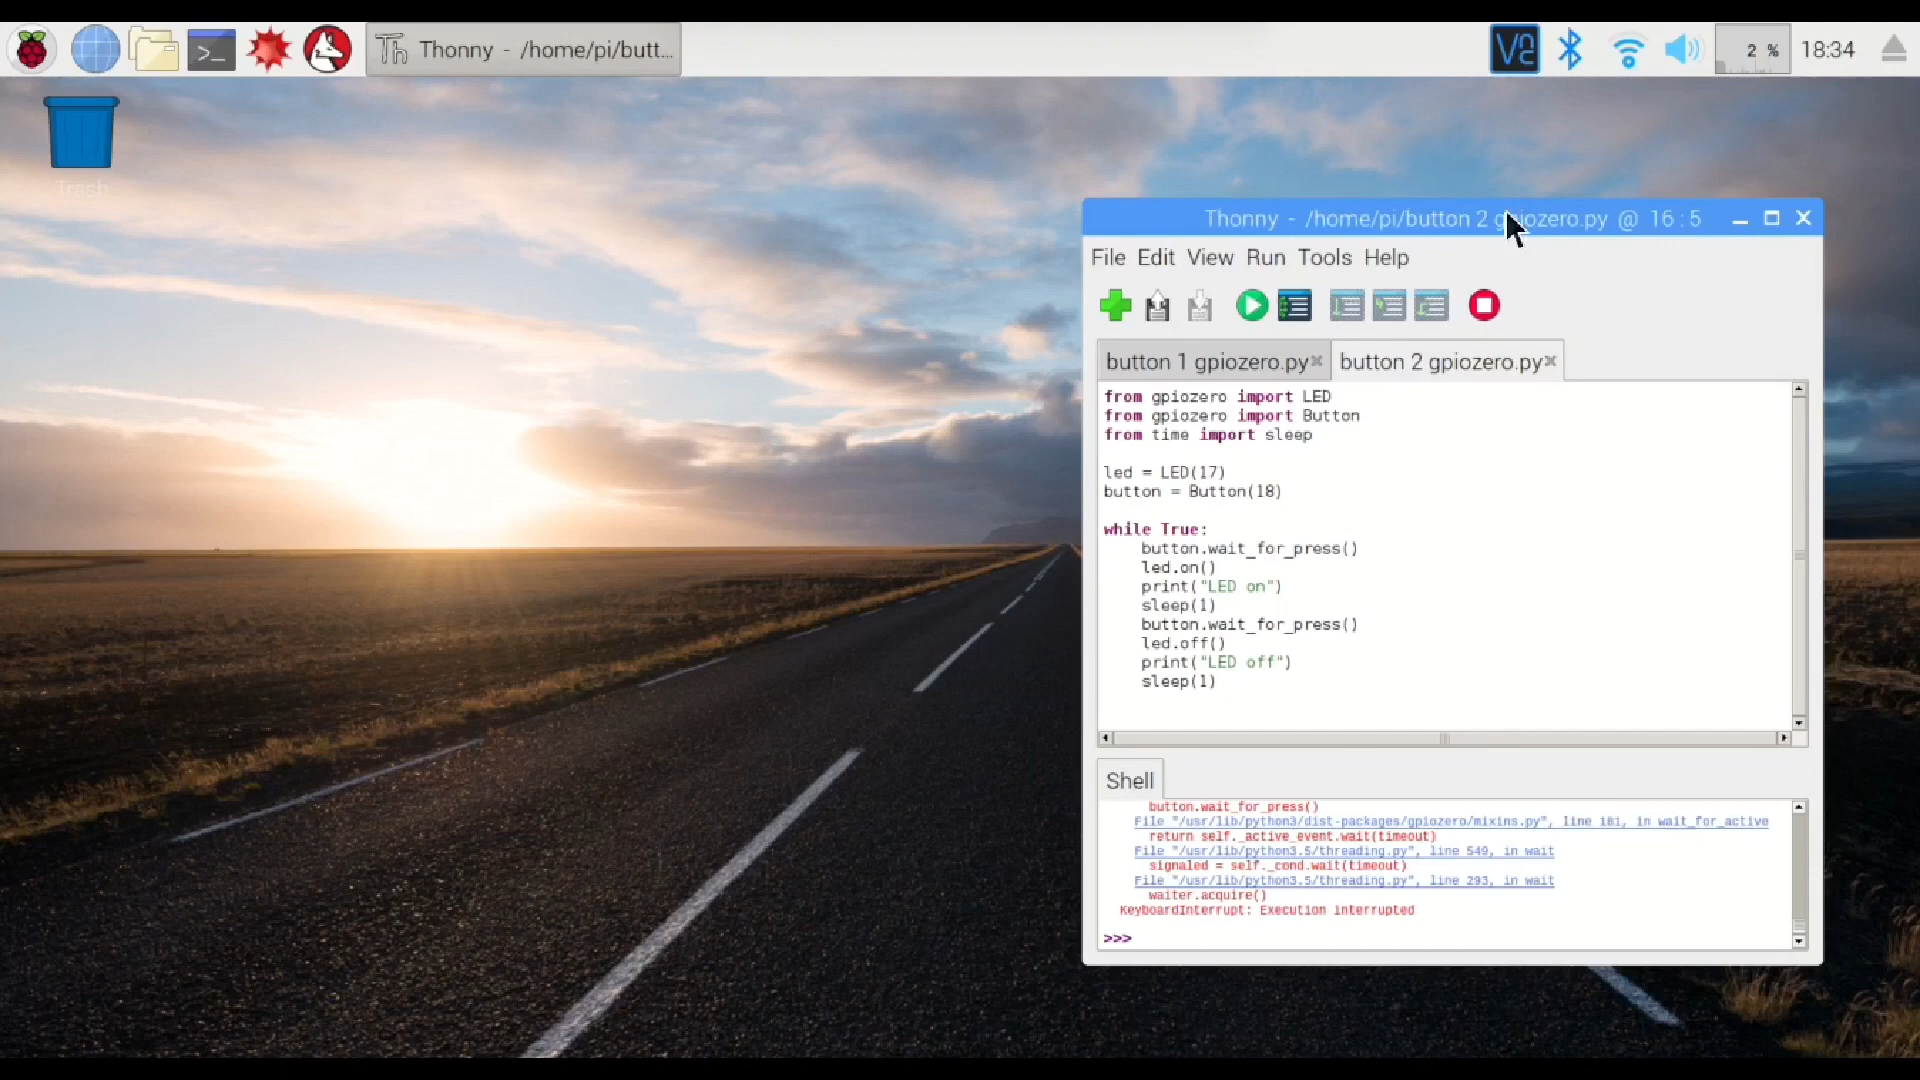 Thonny - /home/pi/butt...
2 %
18:34
Trash
Thonny - /home/pi/button 2 gpiozero.py @ 16 : 5
File Edit View Run Tools Help
button 1 gpiozero.py
button 2 gpiozero.py
from gpiozero import LED
from gpiozero import Button
from time import sleep
led = LED(17)
button = Button(18)
while True:
button.wait_for_press()
led.on()
print("LED on")
sleep(1)
button.wait_for_press()
led.off()
print("LED off")
sleep(1)
Shell
button.wait_for_press()
File "/usr/lib/python3/dist-packages/gpiozero/mixins.py", line 181, in wait_for_active
return self._active_event.wait(timeout)
File "/usr/lib/python3.5/threading.py", line 549, in wait
signaled = self._cond.wait(timeout)
File "/usr/lib/python3.5/threading.py", line 293, in wait
waiter.acquire()
KeyboardInterrupt: Execution interrupted
>>>